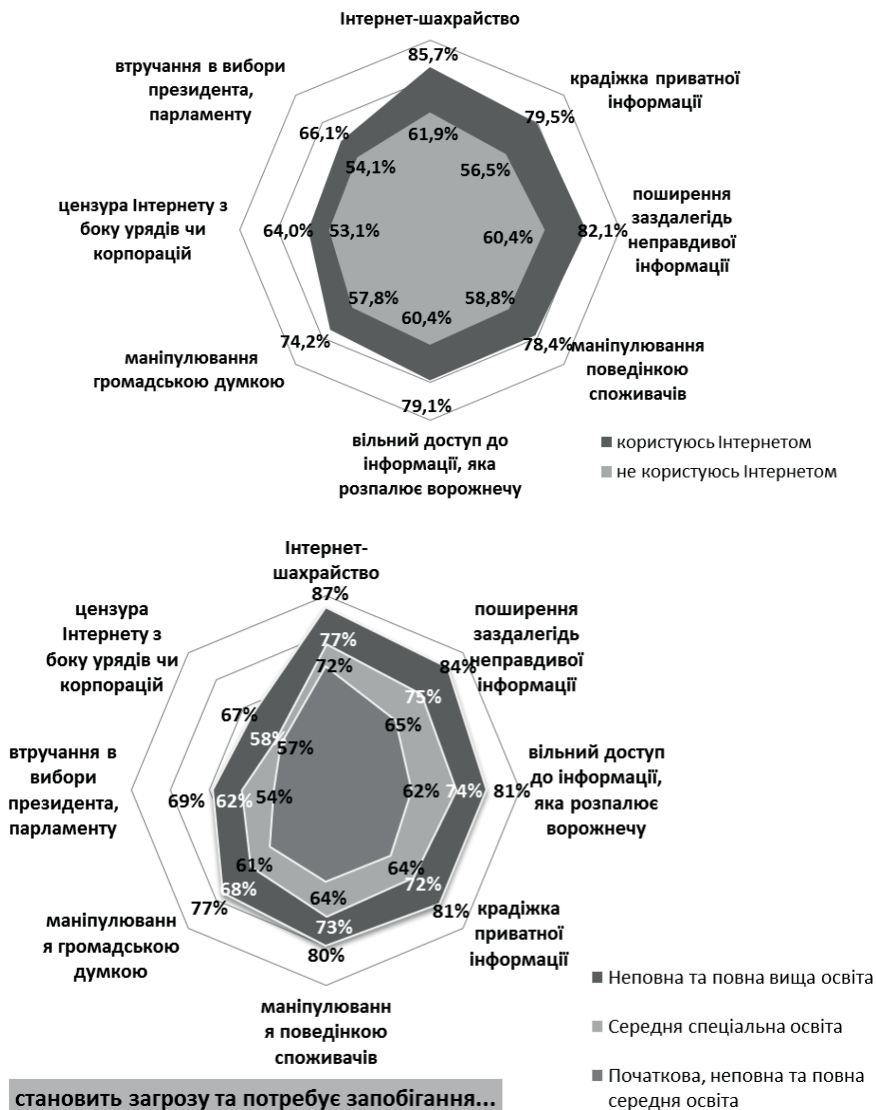 Інтернет-шахрайство
85,7%
втручання в вибори
президента,
парламенту
крадіжка приватної
інформації
79,5%
66,1%
61,9%
54,1%
56,5%
цензура Інтернету з
боку урядів чи
корпорацій
64,0%
53,1%
60,4%
82,1%
поширення
заздалегідь
неправдивої
інформації
57,8%
60,4%
58,8%
74,2%
78,4%
маніпулювання
громадською думкою
маніпулювання
поведінкою
споживачів
79,1%
вільний доступ до
інформації, яка
розпалює ворожнечу
користуюсь Інтернетом
не користуюсь Інтернетом
Інтернет-
шахрайство
87%
цензура
Інтернету з
боку урядів чи
корпорацій
поширення
заздалегідь
неправдивої
інформації
77%
72%
84%
75%
65%
67%
58%
57%
втручання в
вибори
президента,
парламенту
69%
62%
54%
62%
74%
81%
вільний доступ
до інформації,
яка розпалює
ворожнечу
61%
68%
77%
64%
72%
81%
64%
73%
80%
маніпулюванн
я громадською
думкою
крадіжка
приватної
інформації
маніпулюванн
я поведінкою
споживачів
Неповна та повна вища освіта
Середня спеціальна освіта
Початкова, неповна та повна
середня освіта
становить загрозу та потребує запобігання...